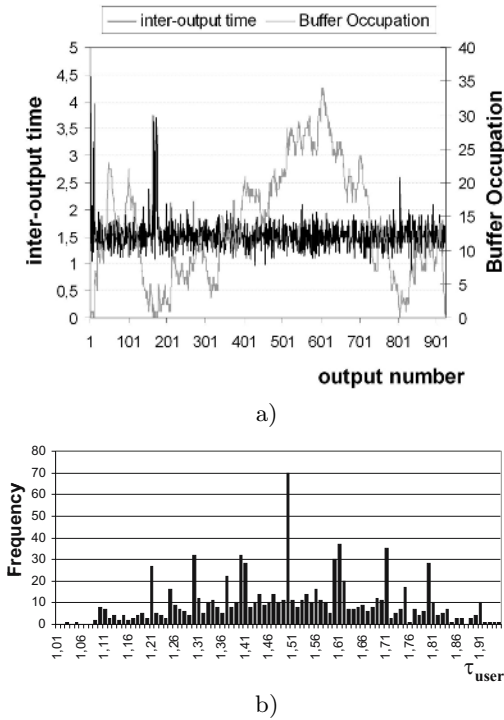 inter-output time Buffer Occupation
inter-output time
5
4,5
4
3,5
3
2,5
2
1,5
1
0,5
0
40
35
30
25
20
15
10
5
0
Buffer Occupation
1 101 201 301 401 501 601 701 801 901
output number
a)
Frequency
80
70
60
50
40
30
20
10
0
1,01 1,06 1,11 1,16 1,21 1,26 1,31 1,36 1,41 1,46 1,51 1,56 1,61 1,66 1,71 1,76 1,81 1,86 1,91
τuser
b)